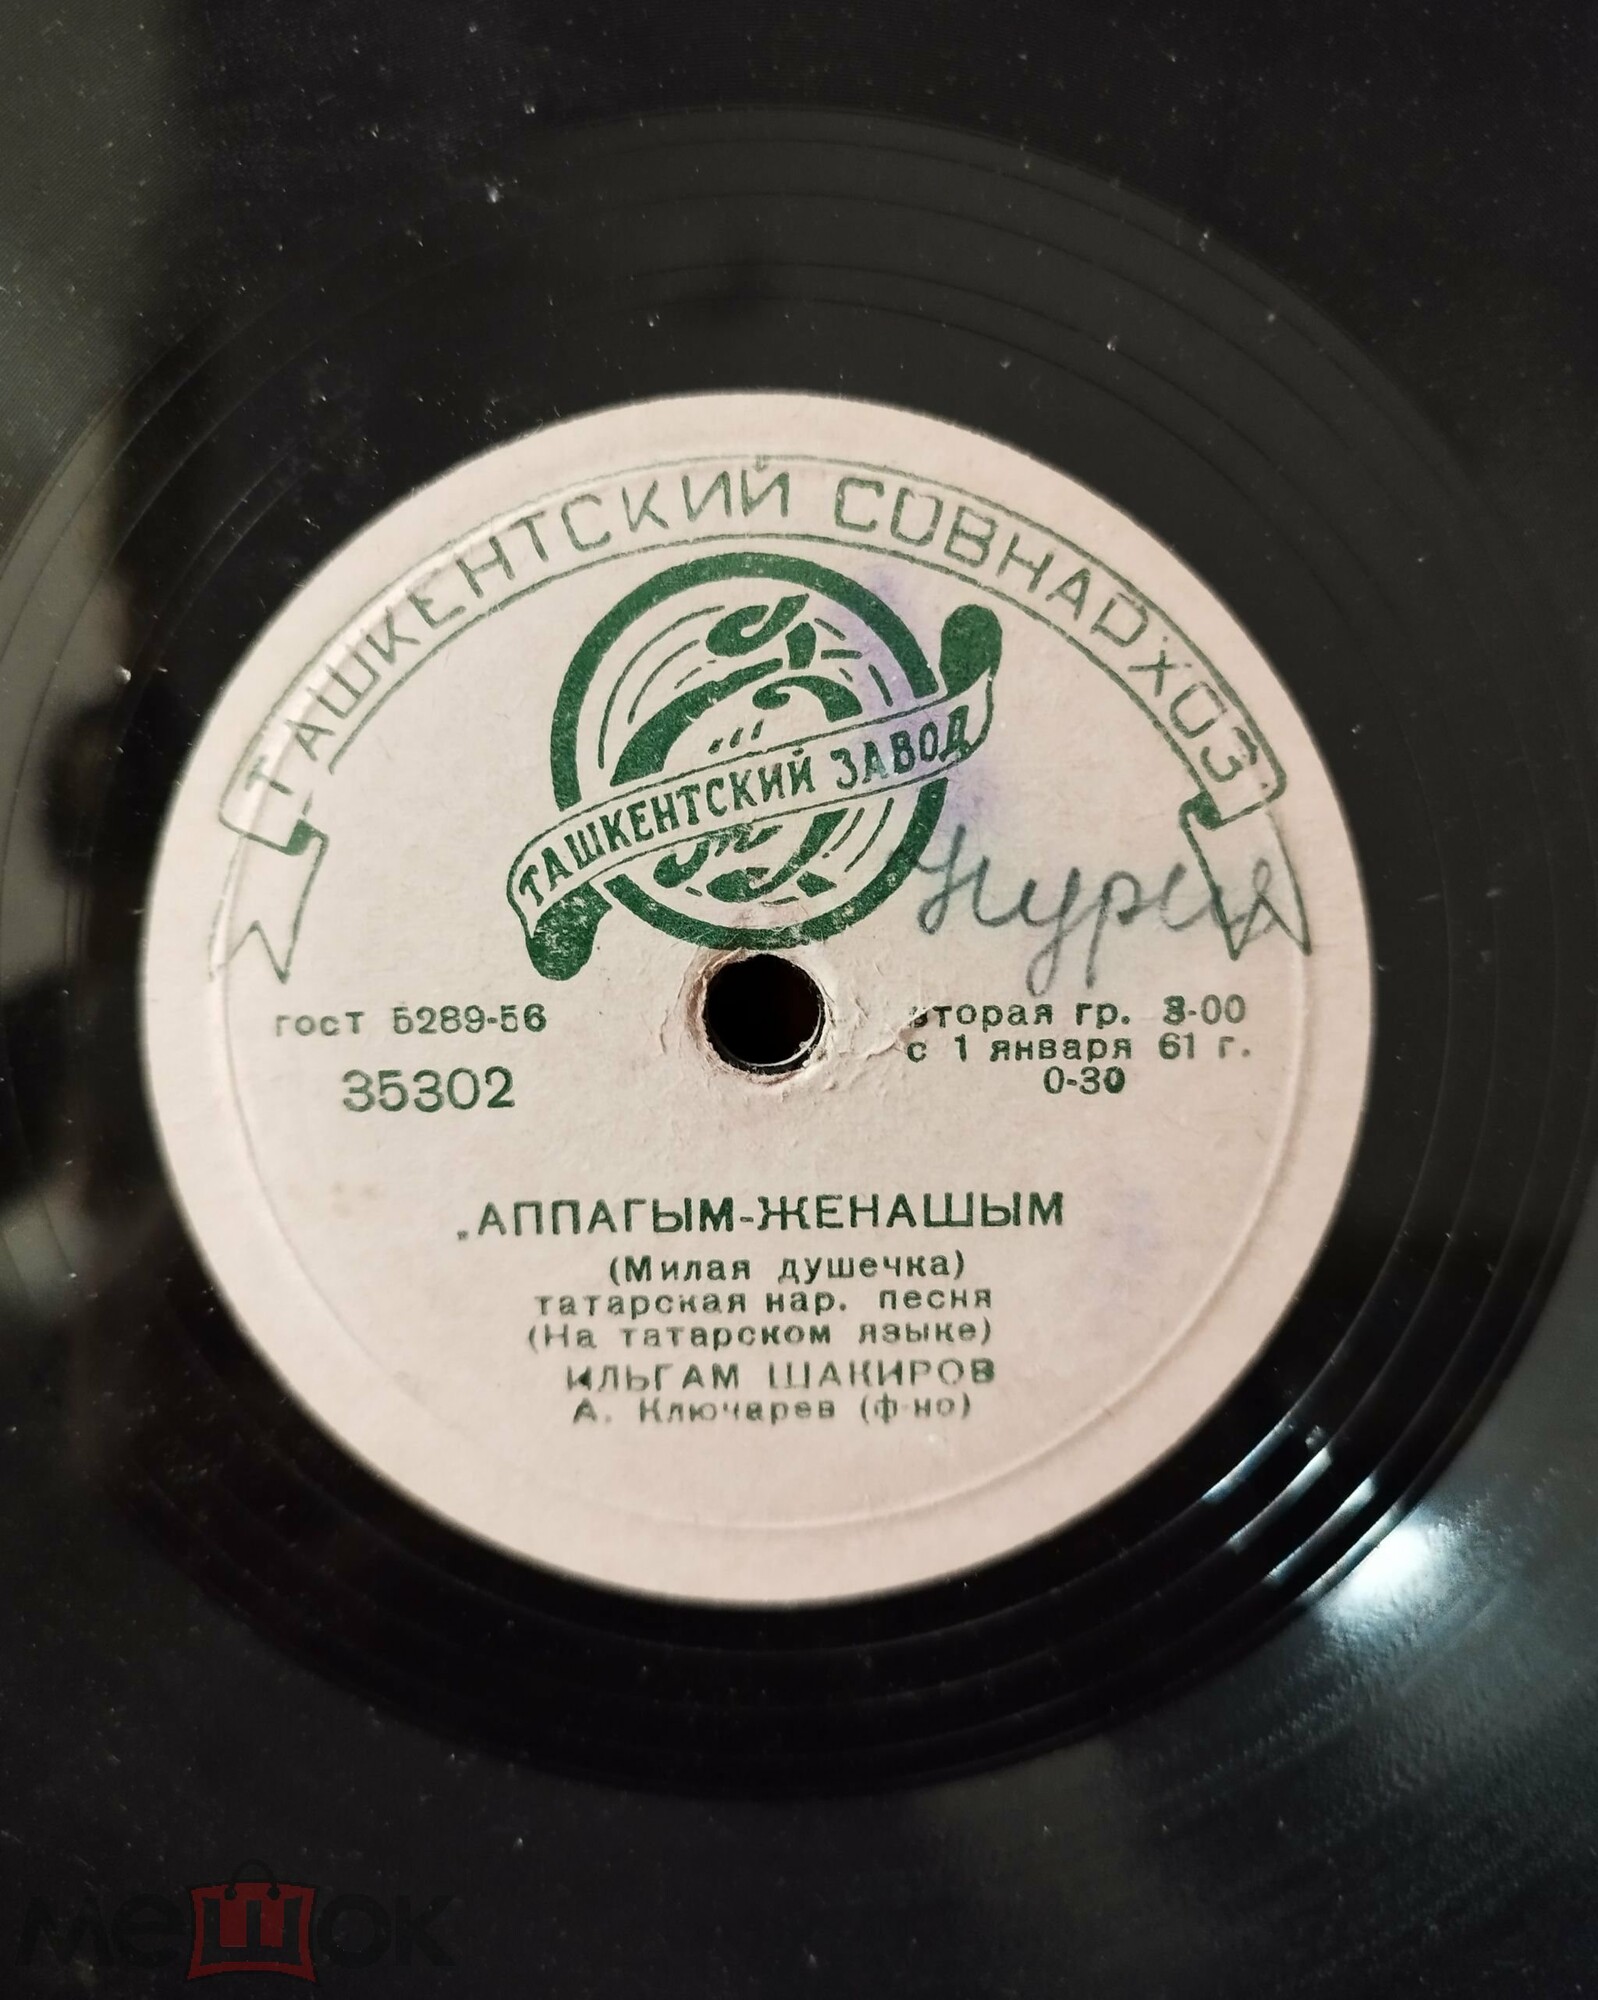 ТАШКЕНТСКИЙ СОВНАРХОЗ
ТАШКЕНТСКИЙ ЗАВОД
гост 5289-56
35302
вторая гр. 3-00
с 1 января 61 г.
0-30
„АППАГЫМ-ЖЕНАШЫМ
(Милая душечка)
татарская нар. песня
(На татарском языке)
ИЛЬГАМ ШАКИРОВ
А. Ключарев (ф-но)
мешок